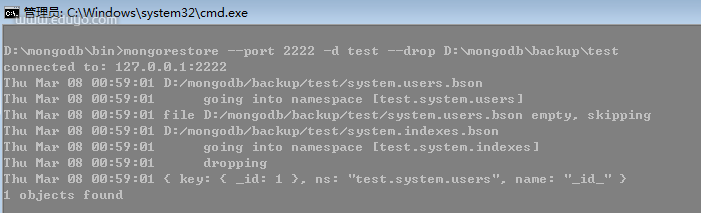 管理员: C:\Windows\system32\cmd.exe
D:\mongodb\bin>mongorestore --port 2222 -d test --drop D:\mongodb\backup\test
connected to: 127.0.0.1:2222
Thu Mar 08 00:59:01 D:/mongodb/backup/test/system.users.bson
Thu Mar 08 00:59:01      going into namespace [test.system.users]
Thu Mar 08 00:59:01 file D:/mongodb/backup/test/system.users.bson empty, skipping
Thu Mar 08 00:59:01 D:/mongodb/backup/test/system.indexes.bson
Thu Mar 08 00:59:01      going into namespace [test.system.indexes]
Thu Mar 08 00:59:01      dropping
Thu Mar 08 00:59:01 { key: { _id: 1 }, ns: "test.system.users", name: "_id_" }
1 objects found